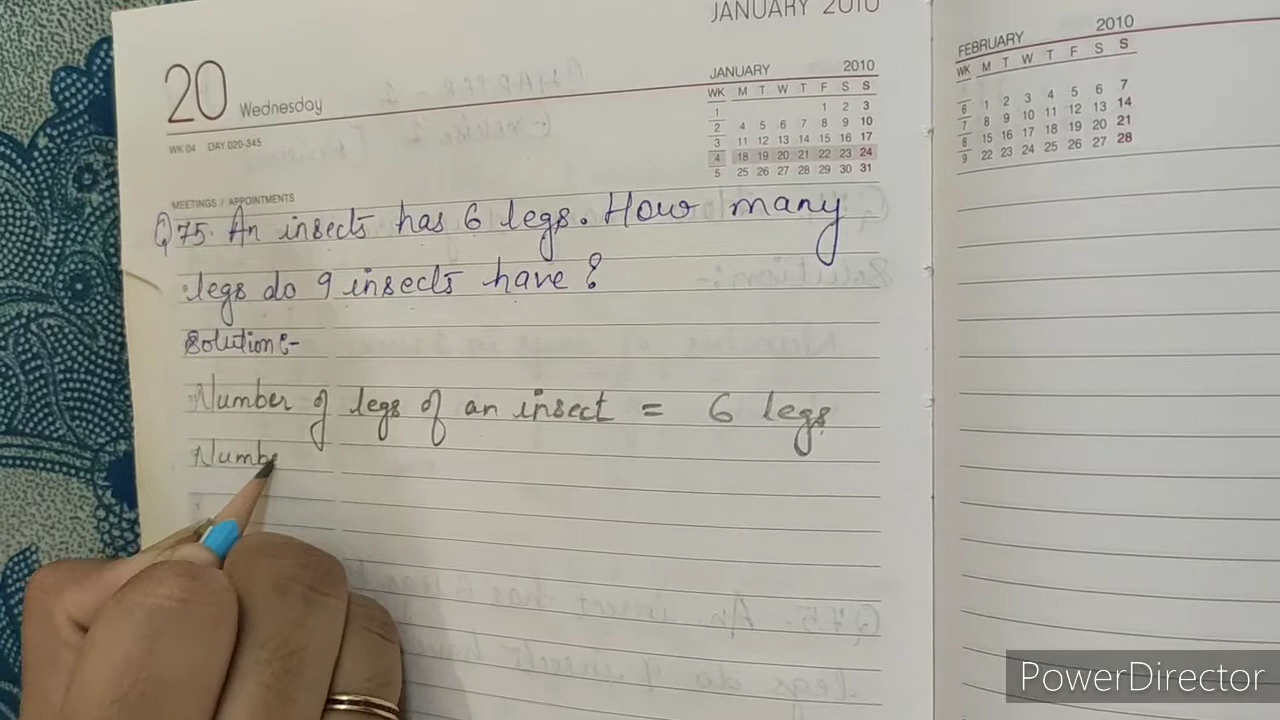 JANUARY 2010
20 Wednesday
WK 04 DAY 020-345
JANUARY 2010
WK M T W T F S S
1 1 2 3
2 4 5 6 7 8 9 10
3 11 12 13 14 15 16 17
4 18 19 20 21 22 23 24
5 25 26 27 28 29 30 31
MEETINGS / APPOINTMENTS
Q75. An insects has 6 legs. How many
legs do 9 insects have?
Solution:-
Number of legs of an insect = 6 legs
Numbe
FEBRUARY 2010
WK M T W T F S S
6 1 2 3 4 5 6 7
7 8 9 10 11 12 13 14
8 15 16 17 18 19 20 21
9 22 23 24 25 26 27 28
PowerDirector